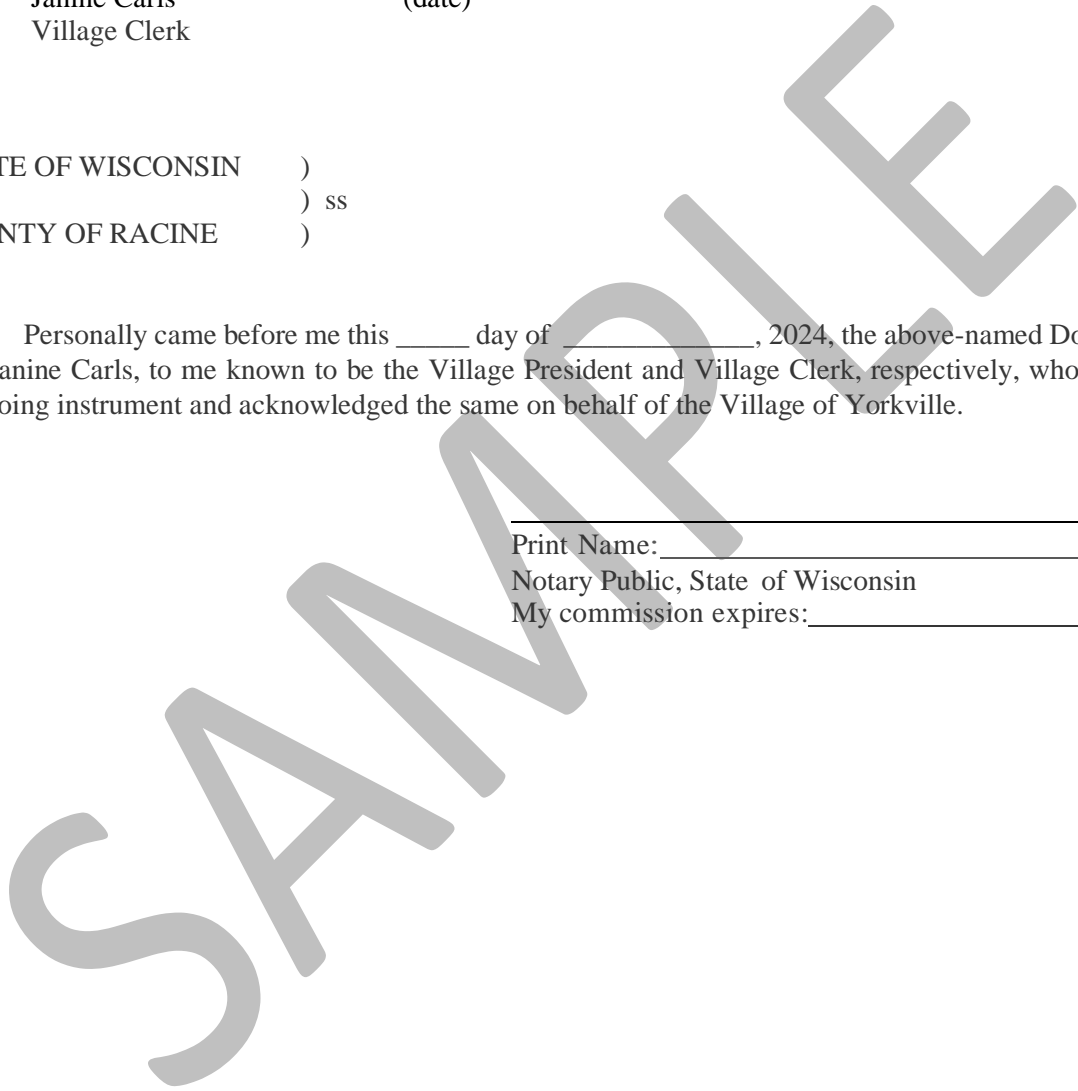 Janine Carls (date)
Village Clerk
TE OF WISCONSIN )
) ss
NTY OF RACINE )
Personally came before me this _____ day of _____________, 2024, the above-named Do
anine Carls, to me known to be the Village President and Village Clerk, respectively, who
oing instrument and acknowledged the same on behalf of the Village of Yorkville.
Print Name:
Notary Public, State of Wisconsin
My commission expires:
SAMPLE